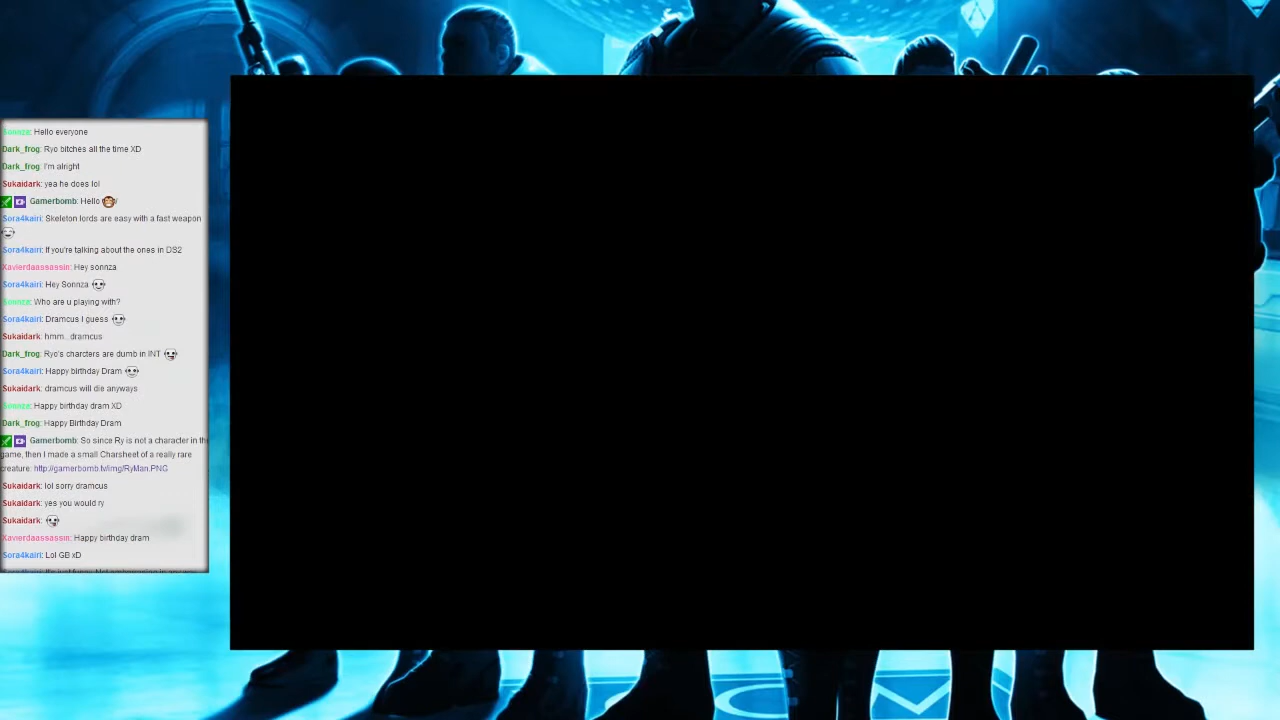 Sonnza: Hello everyone
Dark_frog: Ryo bitches all the time XD
Dark_frog: I'm alright
Sukaidark: yea he does lol
Gamerbomb: Hello
Sora4kairi: Skeleton lords are easy with a fast weapon
Sora4kairi: If you're talking about the ones in DS2
Xavierdaassassin: Hey sonnza
Sora4kairi: Hey Sonnza
Sonnza: Who are u playing with?
Sora4kairi: Dramcus I guess
Sukaidark: hmm...dramcus
Dark_frog: Ryo's charcters are dumb in INT
Sora4kairi: Happy birthday Dram
Sukaidark: dramcus will die anyways
Sonnza: Happy birthday dram XD
Dark_frog: Happy Birthday Dram
Gamerbomb: So since Ry is not a character in th
game, then I made a small Charsheet of a really rare
creature: http://gamerbomb.tv/img/RyMan.PNG
Sukaidark: lol sorry dramcus
Sukaidark: yes you would ry
Sukaidark:
Xavierdaassassin: Happy birthday dram
Sora4kairi: Lol GB xD